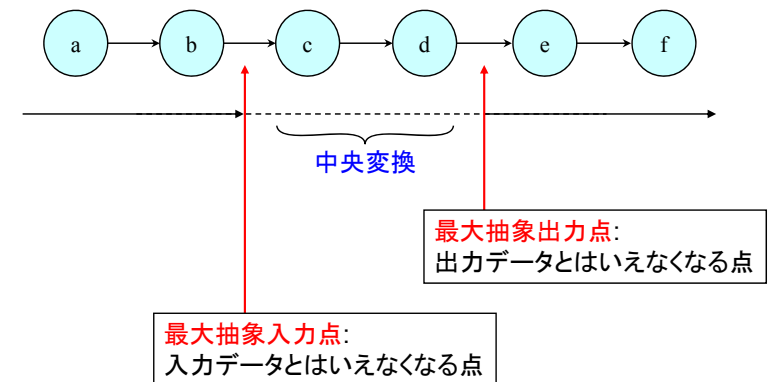 a b c d e f
中央変換
最大抽象出力点:
出力データとはいえなくなる点
最大抽象入力点:
入力データとはいえなくなる点